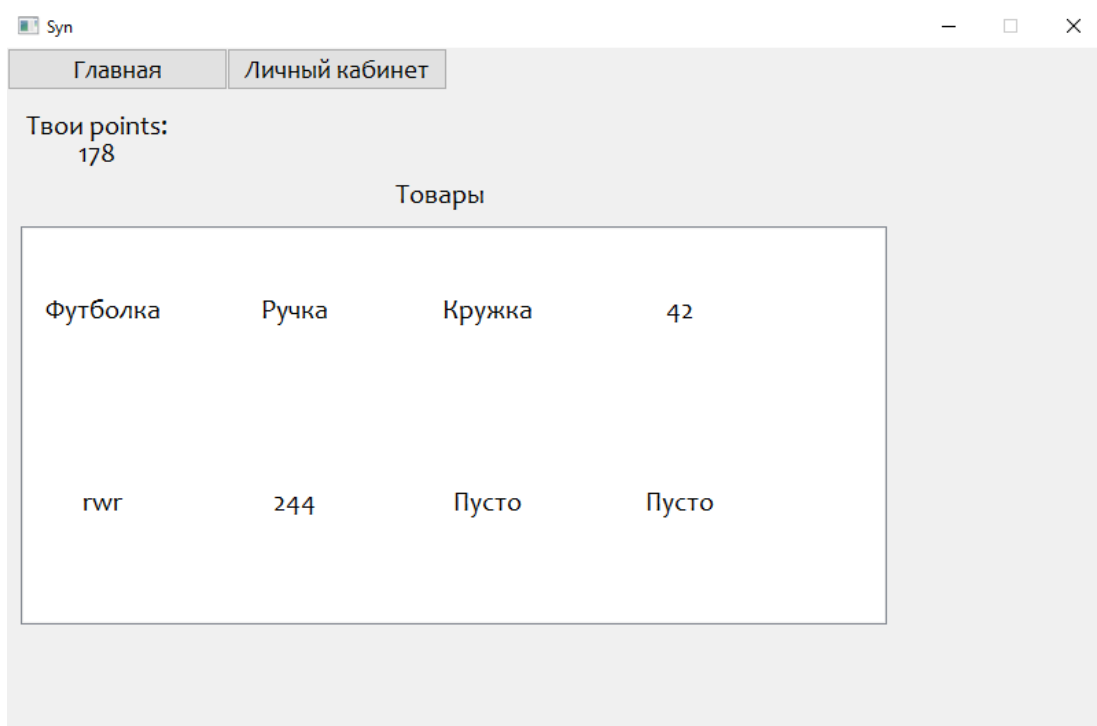 Syn
Главная Личный кабинет
Твои points:
178
Товары
Футболка Ручка Кружка 42
rwr 244 Пусто Пусто